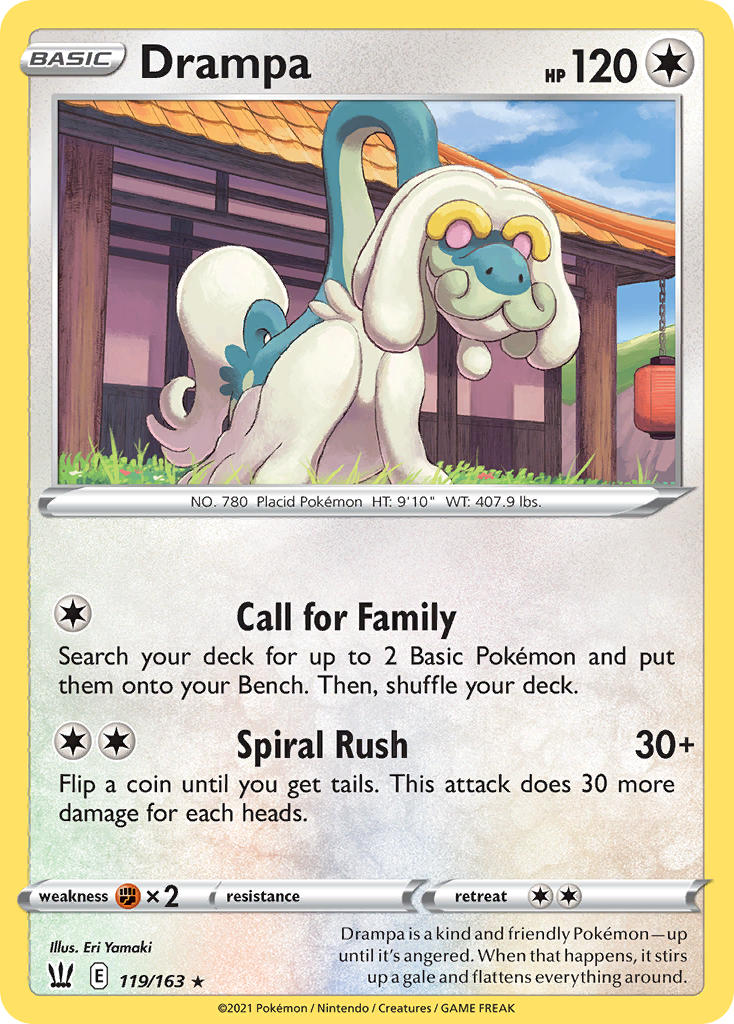 BASIC Drampa HP 120
NO. 780 Placid Pokémon HT: 9'10" WT: 407.9 lbs.
Call for Family
Search your deck for up to 2 Basic Pokémon and put
them onto your Bench. Then, shuffle your deck.
Spiral Rush 30+
Flip a coin until you get tails. This attack does 30 more
damage for each heads.
weakness ×2 resistance retreat
Illus. Eri Yamaki
E 119/163 ★
Drampa is a kind and friendly Pokémon—up
until it's angered. When that happens, it stirs
up a gale and flattens everything around.
©2021 Pokémon / Nintendo / Creatures / GAME FREAK